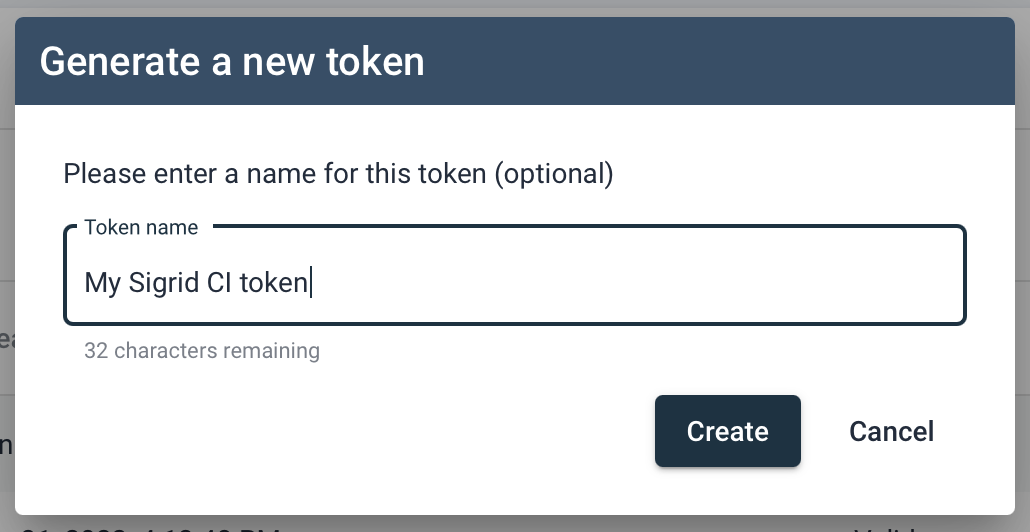 Generate a new token
Please enter a name for this token (optional)
Token name
My Sigrid CI token
32 characters remaining
Create
Cancel